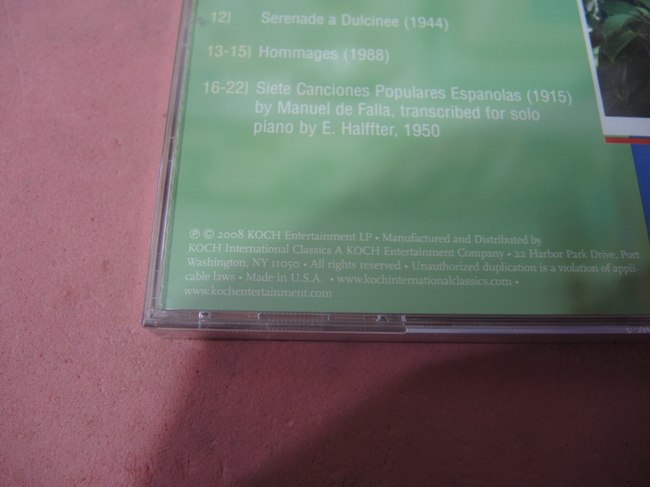 12] Serenade a Dulcinee (1944)
13-15] Hommages (1988)
16-22] Siete Canciones Populares Espanolas (1915)
by Manuel de Falla, transcribed for solo
piano by E. Halffter, 1950
℗ © 2008 KOCH Entertainment LP • Manufactured and Distributed by
KOCH International Classics A KOCH Entertainment Company • 22 Harbor Park Drive, Port
Washington, NY 11050 • All rights reserved • Unauthorized duplication is a violation of appli-
cable laws • Made in U.S.A. • www.kochinternationalclassics.com •
www.kochentertainment.com